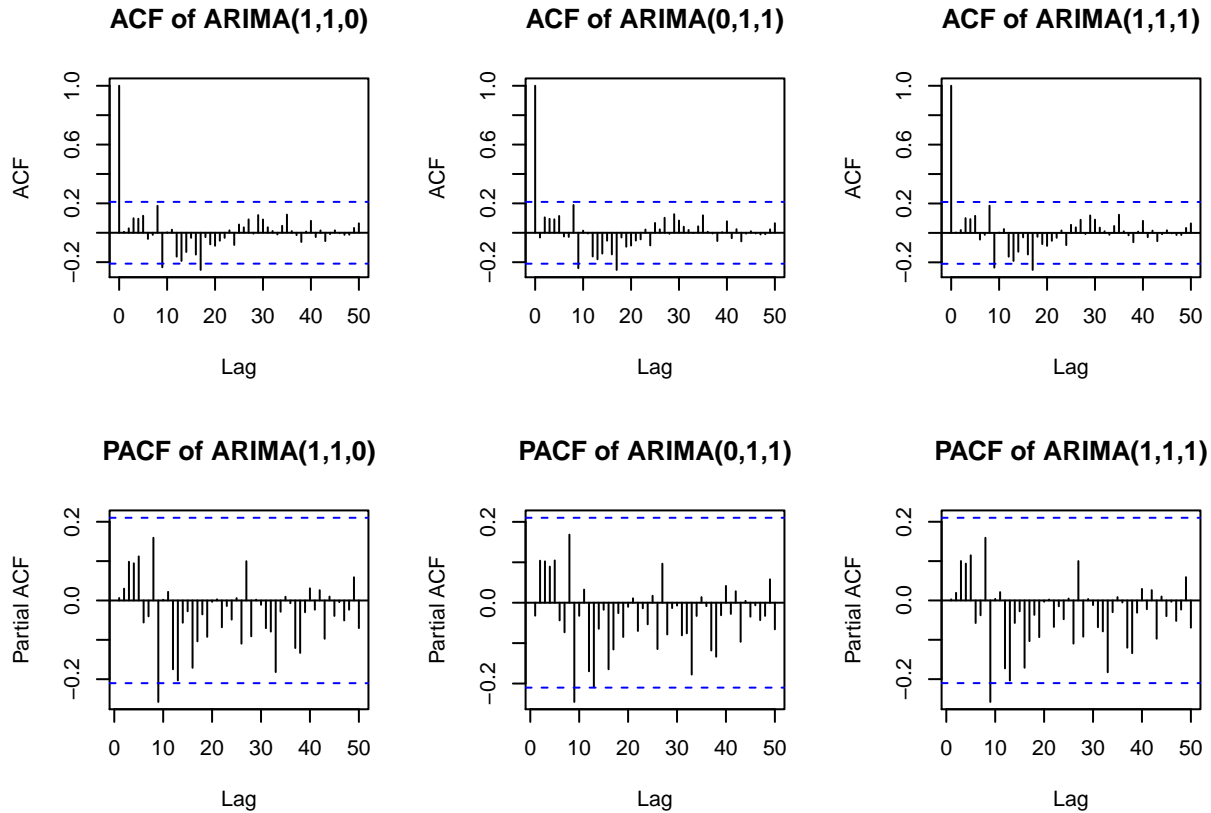 ACF of ARIMA(1,1,0)
ACF
1.0
0.6
0.2
−0.2
0 10 20 30 40 50
Lag
ACF of ARIMA(0,1,1)
ACF
1.0
0.6
0.2
−0.2
0 10 20 30 40 50
Lag
ACF of ARIMA(1,1,1)
ACF
1.0
0.6
0.2
−0.2
0 10 20 30 40 50
Lag
PACF of ARIMA(1,1,0)
Partial ACF
0.2
0.0
−0.2
0 10 20 30 40 50
Lag
PACF of ARIMA(0,1,1)
Partial ACF
0.2
0.0
−0.2
0 10 20 30 40 50
Lag
PACF of ARIMA(1,1,1)
Partial ACF
0.2
0.0
−0.2
0 10 20 30 40 50
Lag